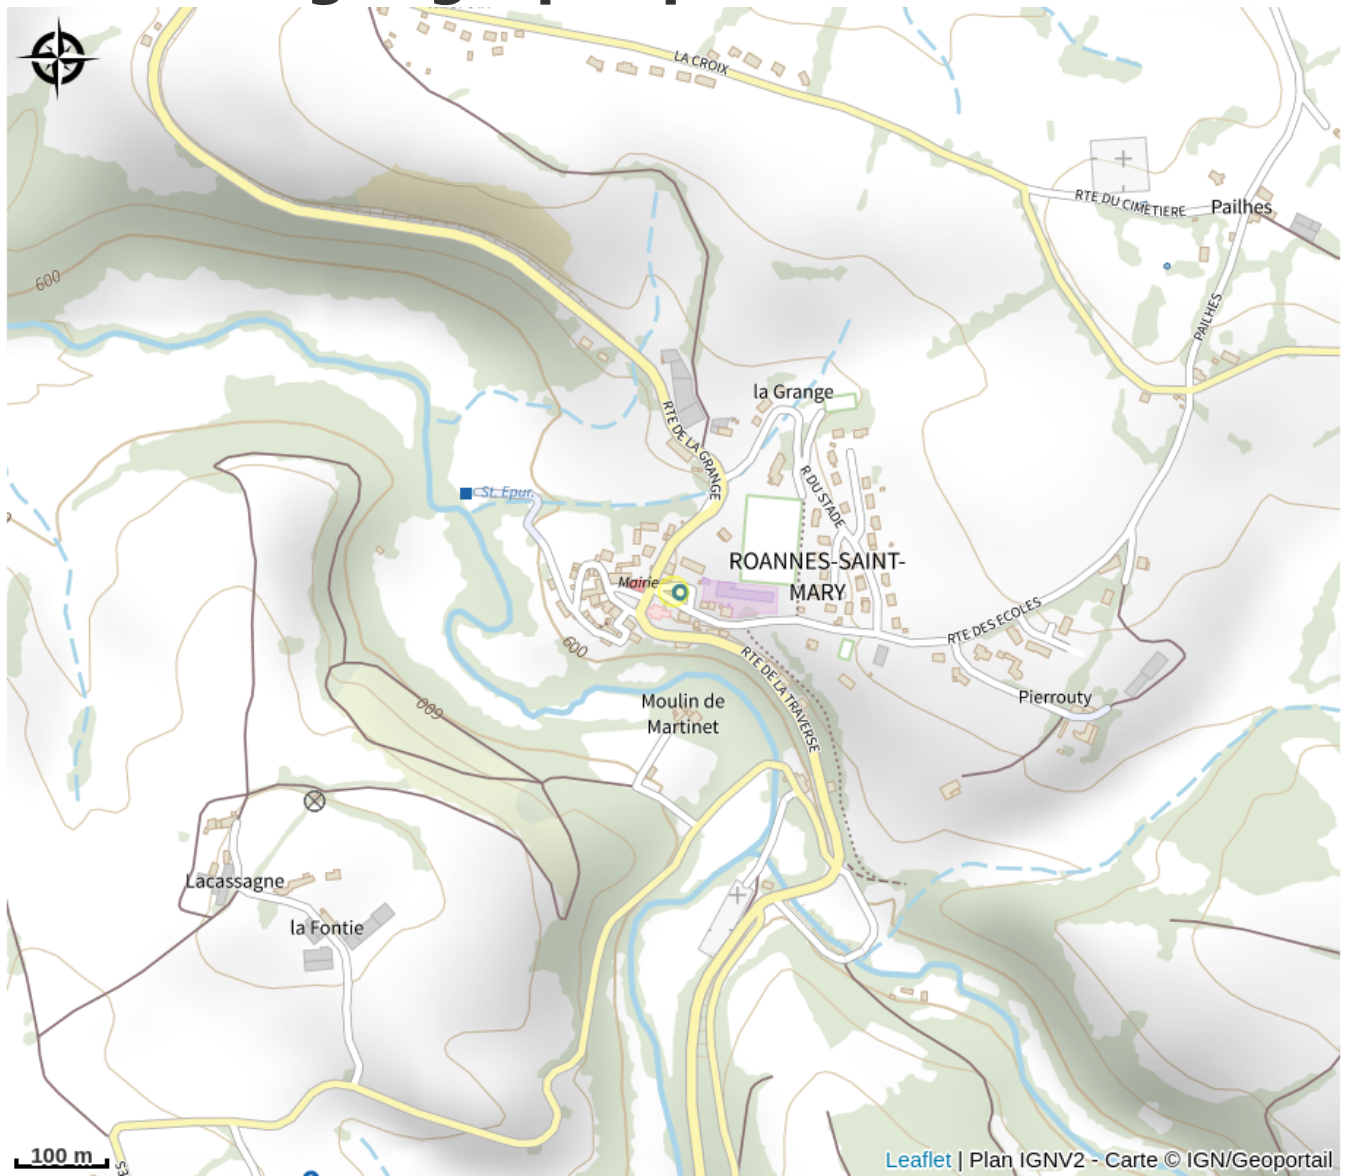 LA CROIX
RTE DU CIMETIERE
Pailhes
600
PAILHES
la Grange
RTE DE LA GRANGE
R DU STADE
St. Epur.
ROANNES-SAINT-
MARY
Mairie
RTE DES ECOLES
600
RTE DE LA TRAVERSE
Moulin de
Martinet
Pierrouty
600
Lacassagne
la Fontie
100 m
ES
Leaflet | Plan IGNV2 - Carte © IGN/Geoportail